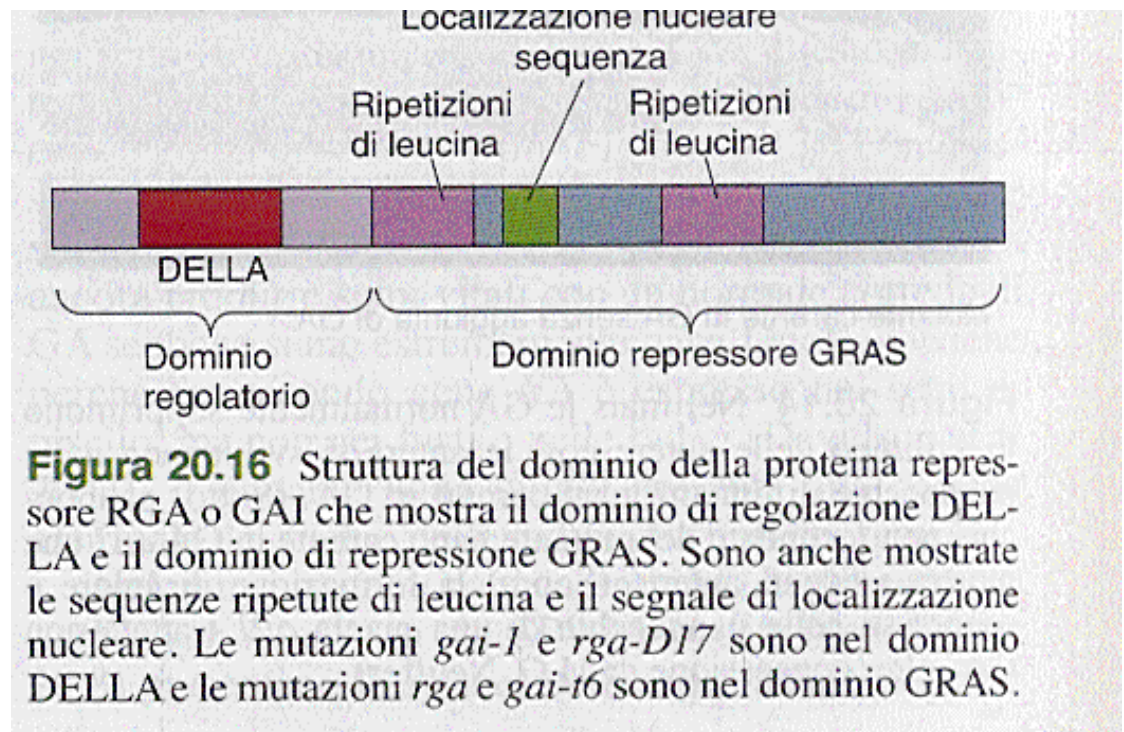 Localizzazione nucleare
sequenza
Ripetizioni
di leucina
Ripetizioni
di leucina
DELLA
Dominio
regolatorio
Dominio repressore GRAS
Figura 20.16 Struttura del dominio della proteina repres-
sore RGA o GAI che mostra il dominio di regolazione DEL-
LA e il dominio di repressione GRAS. Sono anche mostrate
le sequenze ripetute di leucina e il segnale di localizzazione
nucleare. Le mutazioni gai-1 e rga-D17 sono nel dominio
DELLA e le mutazioni rga e gai-t6 sono nel dominio GRAS.